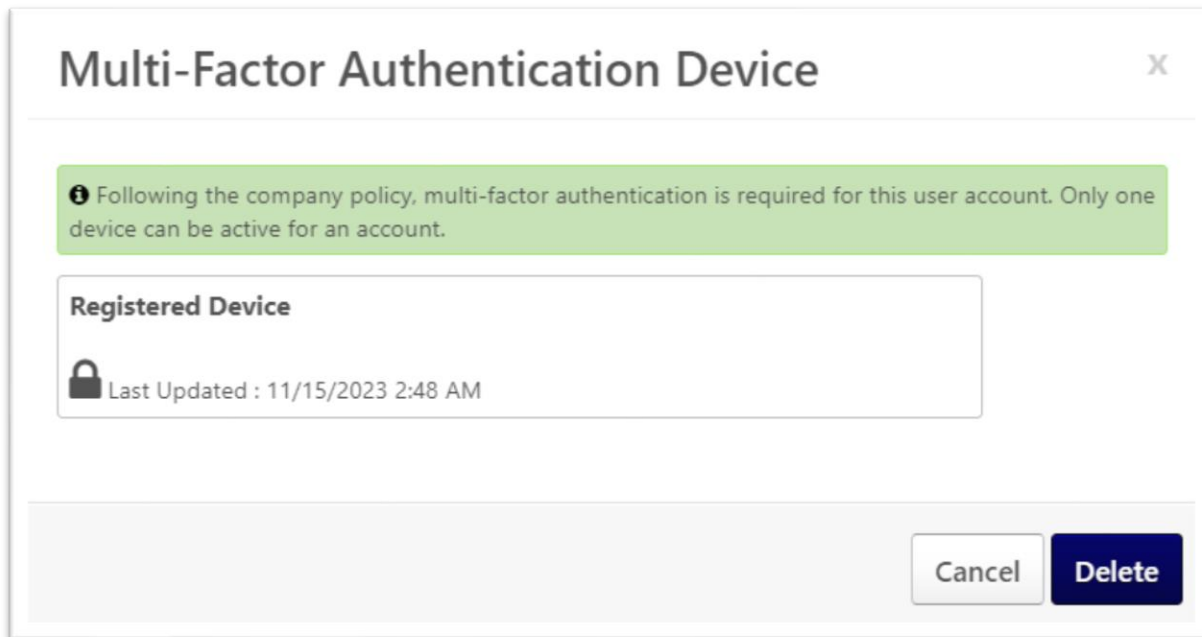 Multi-Factor Authentication Device
x
Following the company policy, multi-factor authentication is required for this user account. Only one
device can be active for an account.
Registered Device
Last Updated : 11/15/2023 2:48 AM
Cancel
Delete